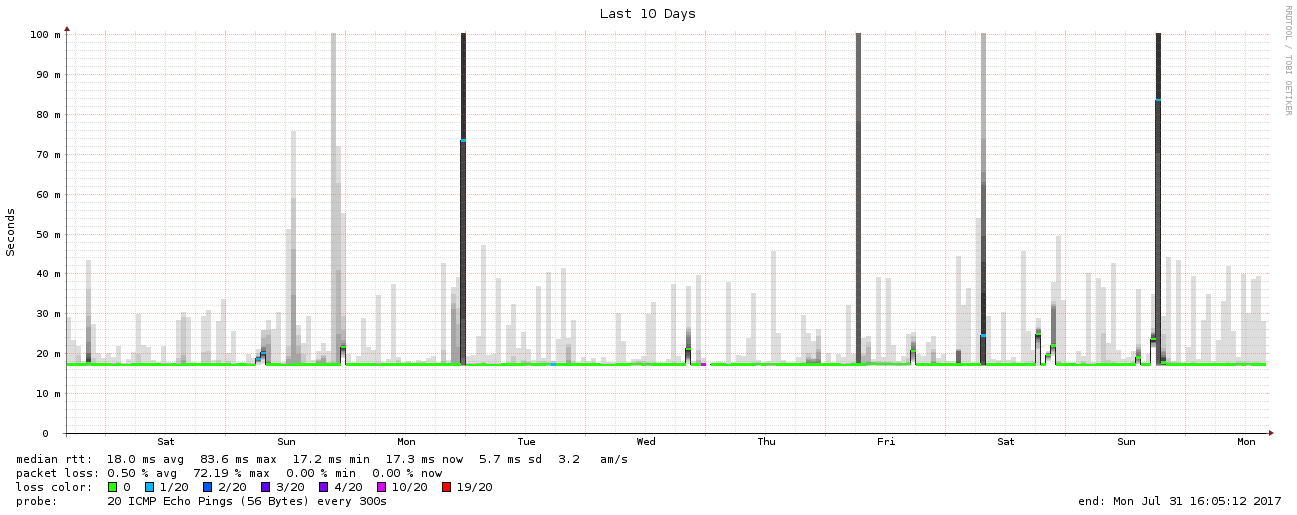 Last 10 Days
RRDTOOL / TOBI OETIKER
Seconds
100 m
90 m
80 m
70 m
60 m
50 m
40 m
30 m
20 m
10 m
0
Sat Sun Mon Tue Wed Thu Fri Sat Sun Mon
median rtt: 18.0 ms avg 83.6 ms max 17.2 ms min 17.3 ms now 5.7 ms sd 3.2 am/s
packet loss: 0.50 % avg 72.19 % max 0.00 % min 0.00 % now
loss color: 0 1/20 2/20 3/20 4/20 10/20 19/20
probe: 20 ICMP Echo Pings (56 Bytes) every 300s end: Mon Jul 31 16:05:12 2017